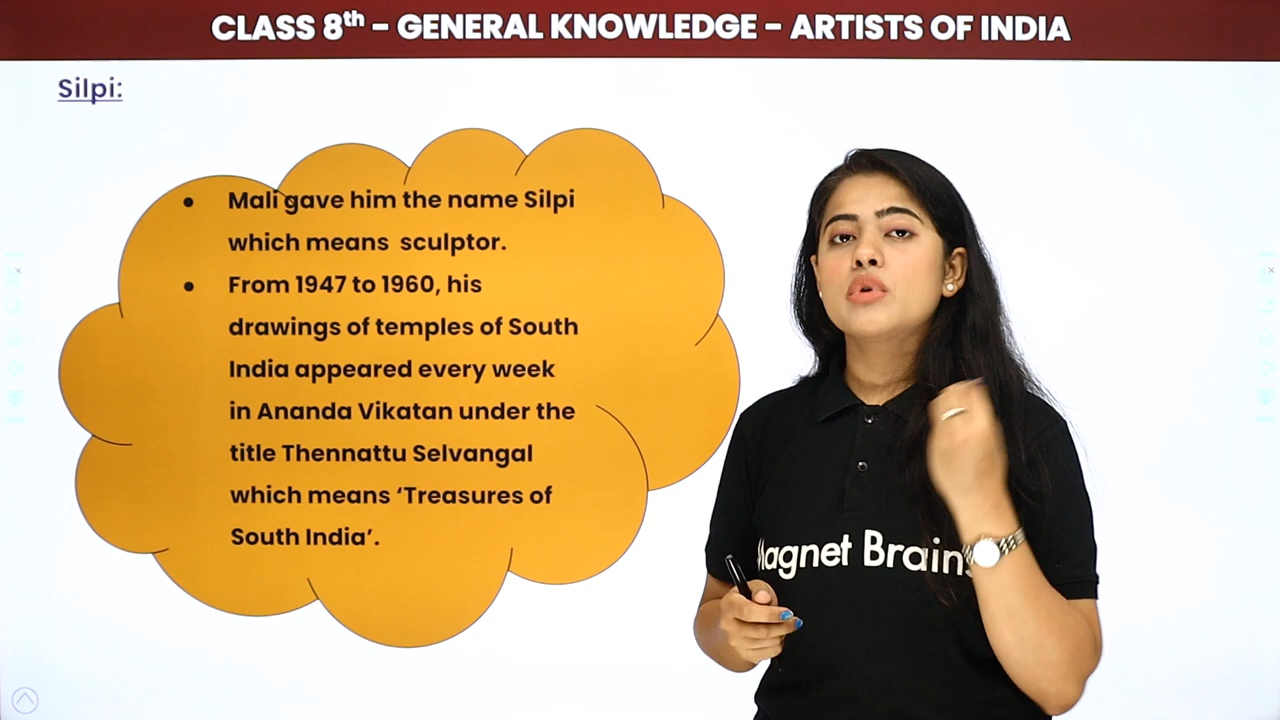 CLASS 8th - GENERAL KNOWLEDGE - ARTISTS OF INDIA
Silpi:
• Mali gave him the name Silpi
which means sculptor.
• From 1947 to 1960, his
drawings of temples of South
India appeared every week
in Ananda Vikatan under the
title Thennattu Selvangal
which means ‘Treasures of
South India’.
Magnet Brains